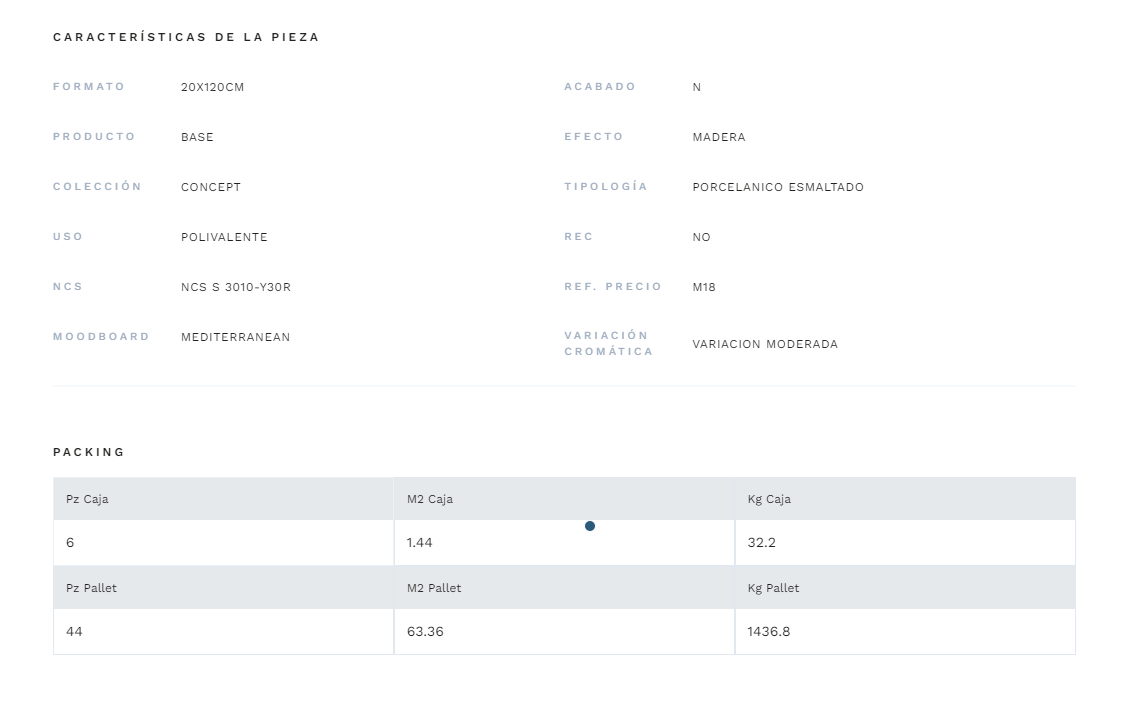 CARACTERÍSTICAS DE LA PIEZA
FORMATO 20X120CM ACABADO N
PRODUCTO BASE EFECTO MADERA
COLECCIÓN CONCEPT TIPOLOGÍA PORCELANICO ESMALTADO
USO POLIVALENTE REC NO
NCS NCS S 3010-Y30R REF. PRECIO M18
MOODBOARD MEDITERRANEAN VARIACIÓN CROMÁTICA VARIACION MODERADA
PACKING
Pz Caja M2 Caja Kg Caja
6 1.44 32.2
Pz Pallet M2 Pallet Kg Pallet
44 63.36 1436.8